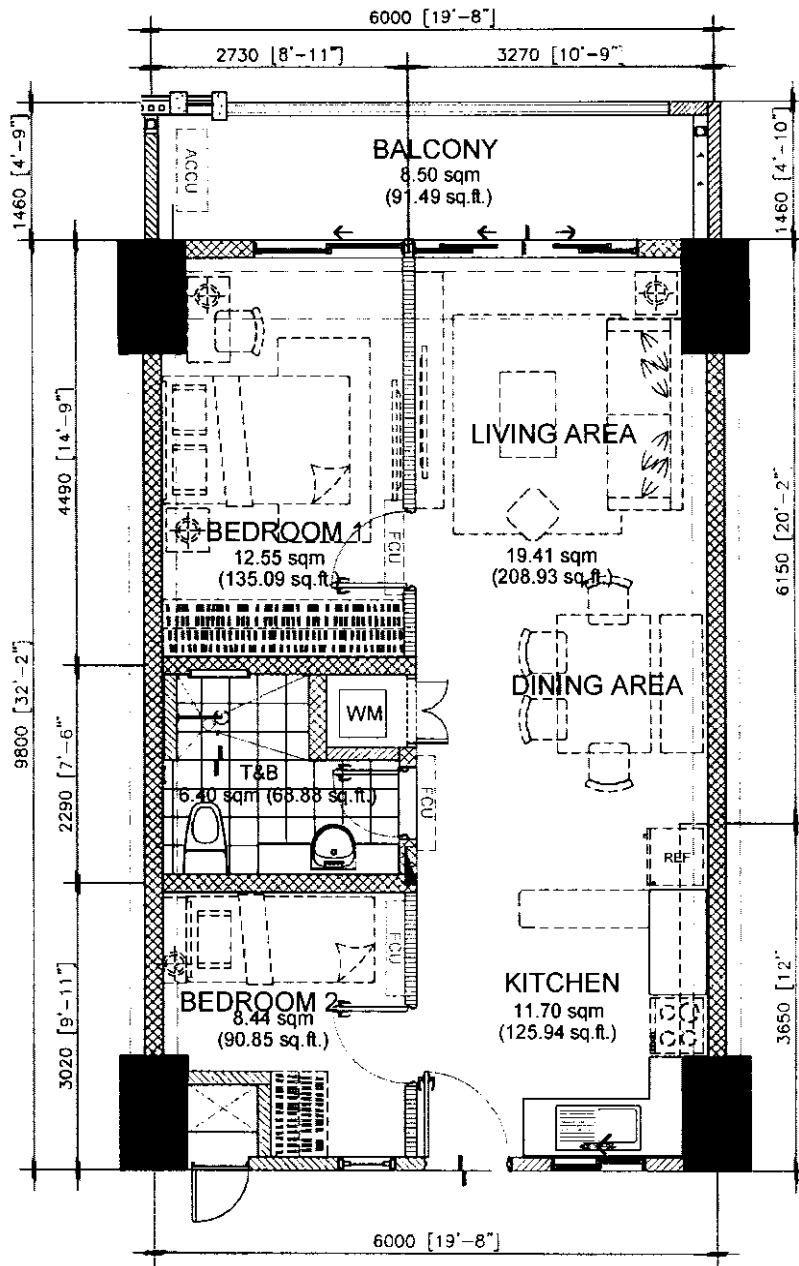 6000 [19'-8"]
2730 [8'-11"]
3270 [10'-9"]
1460 [4'-9"]
1460 [4'-10"]
ACCU
BALCONY
8.50 sqm
(91.49 sq.ft.)
4490 [14'-9"]
LIVING AREA
BEDROOM 1
12.55 sqm
(135.09 sq.ft.)
FCU
19.41 sqm
(208.93 sq.ft.)
6150 [20'-2"]
9800 [32'-2"]
DINING AREA
WM
2290 [7'-6"]
T&B
6.40 sqm (68.88 sq.ft.)
FCU
REF
FCU
BEDROOM 2
8.44 sqm
(90.85 sq.ft.)
KITCHEN
11.70 sqm
(125.94 sq.ft.)
3650 [12"]
3020 [9'-11"]
6000 [19'-8"]